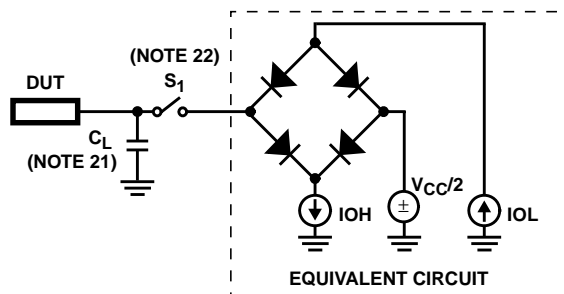 (NOTE 22)
S1
DUT
CL
(NOTE 21)
VCC/2
±
IOH
IOL
EQUIVALENT CIRCUIT